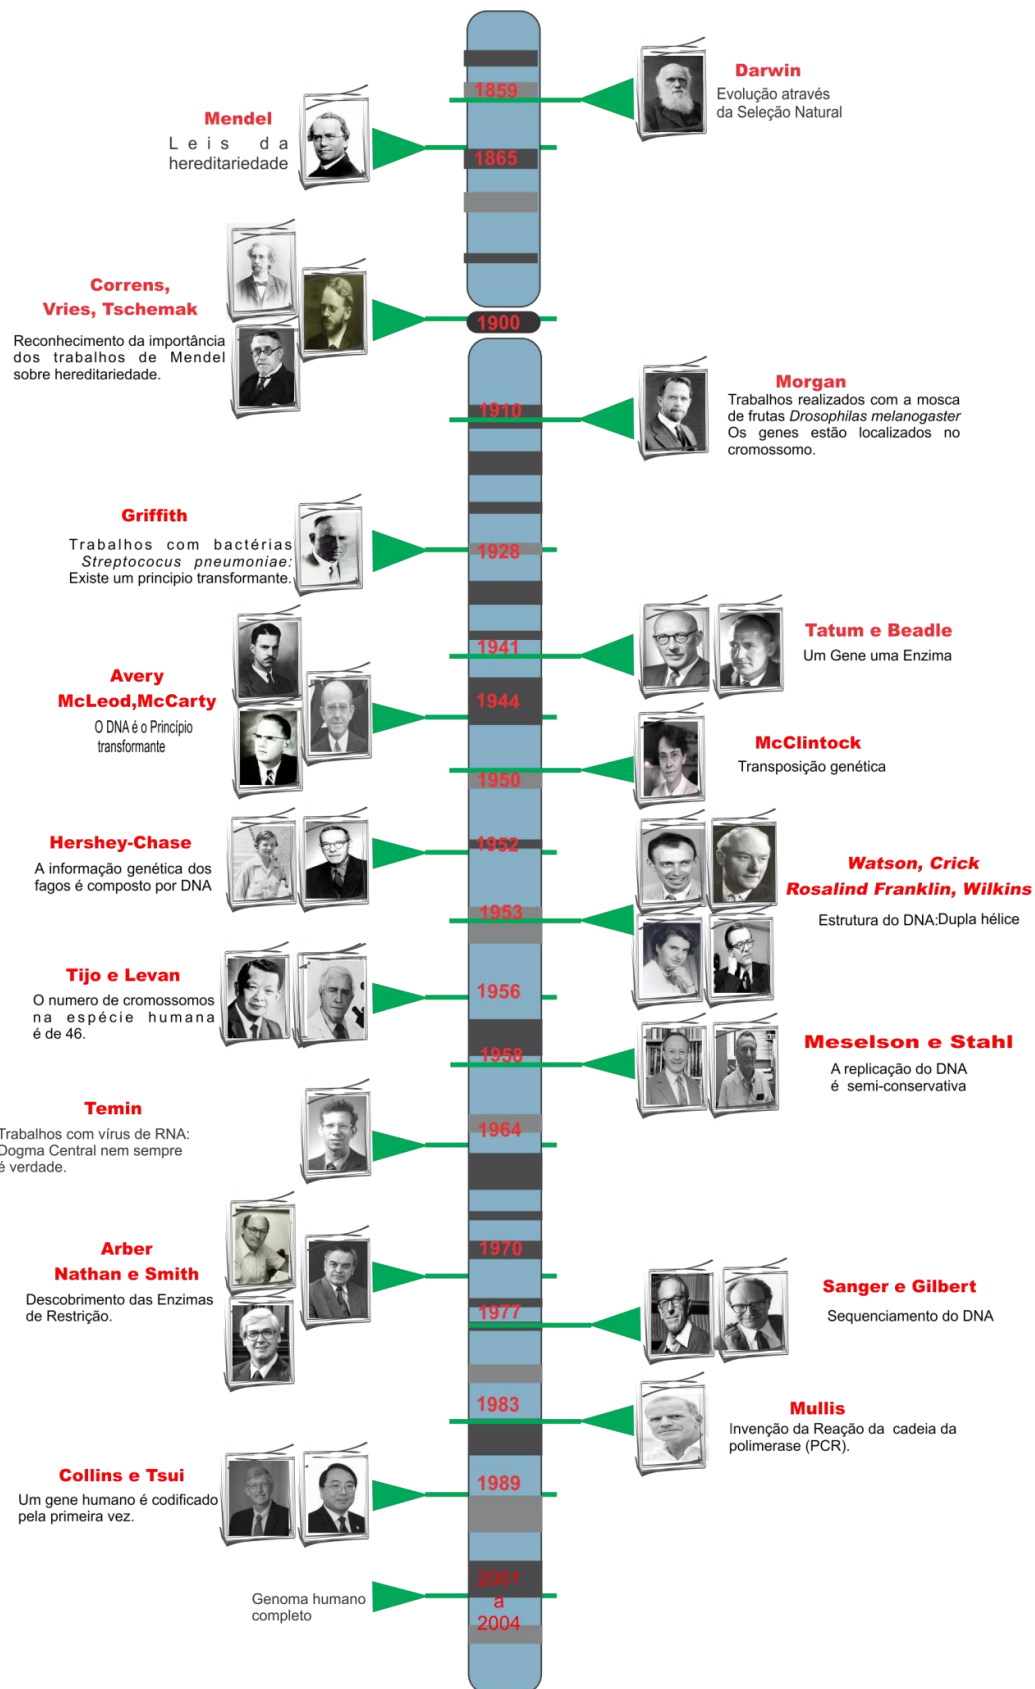 1859
Darwin
Evolução através
da Seleção Natural
Mendel
Leis da
hereditariedade
1865
Correns,
Vries, Tschemak
Reconhecimento da importância
dos trabalhos de Mendel
sobre hereditariedade.
1900
1910
Morgan
Trabalhos realizados com a mosca
de frutas Drosophilas melanogaster
Os genes estão localizados no
cromossomo.
Griffith
Trabalhos com bactérias
Streptococus pneumoniae:
Existe um principio transformante.
1928
1941
Tatum e Beadle
Um Gene uma Enzima
Avery
McLeod,McCarty
O DNA é o Princípio
transformante
1944
McClintock
Transposição genética
1950
Hershey-Chase
A informação genética dos
fagos é composto por DNA
1952
Watson, Crick
Rosalind Franklin, Wilkins
Estrutura do DNA:Dupla hélice
1953
Tijo e Levan
O numero de cromossomos
na espécie humana
é de 46.
1956
1958
Meselson e Stahl
A replicação do DNA
é semi-conservativa
Temin
Trabalhos com vírus de RNA:
Dogma Central nem sempre
é verdade.
1964
Arber
Nathan e Smith
Descobrimento das Enzimas
de Restrição.
1970
1977
Sanger e Gilbert
Sequenciamento do DNA
1983
Mullis
Invenção da Reação da cadeia da
polimerase (PCR).
Collins e Tsui
Um gene humano é codificado
pela primeira vez.
1989
Genoma humano
completo
2001
a
2004